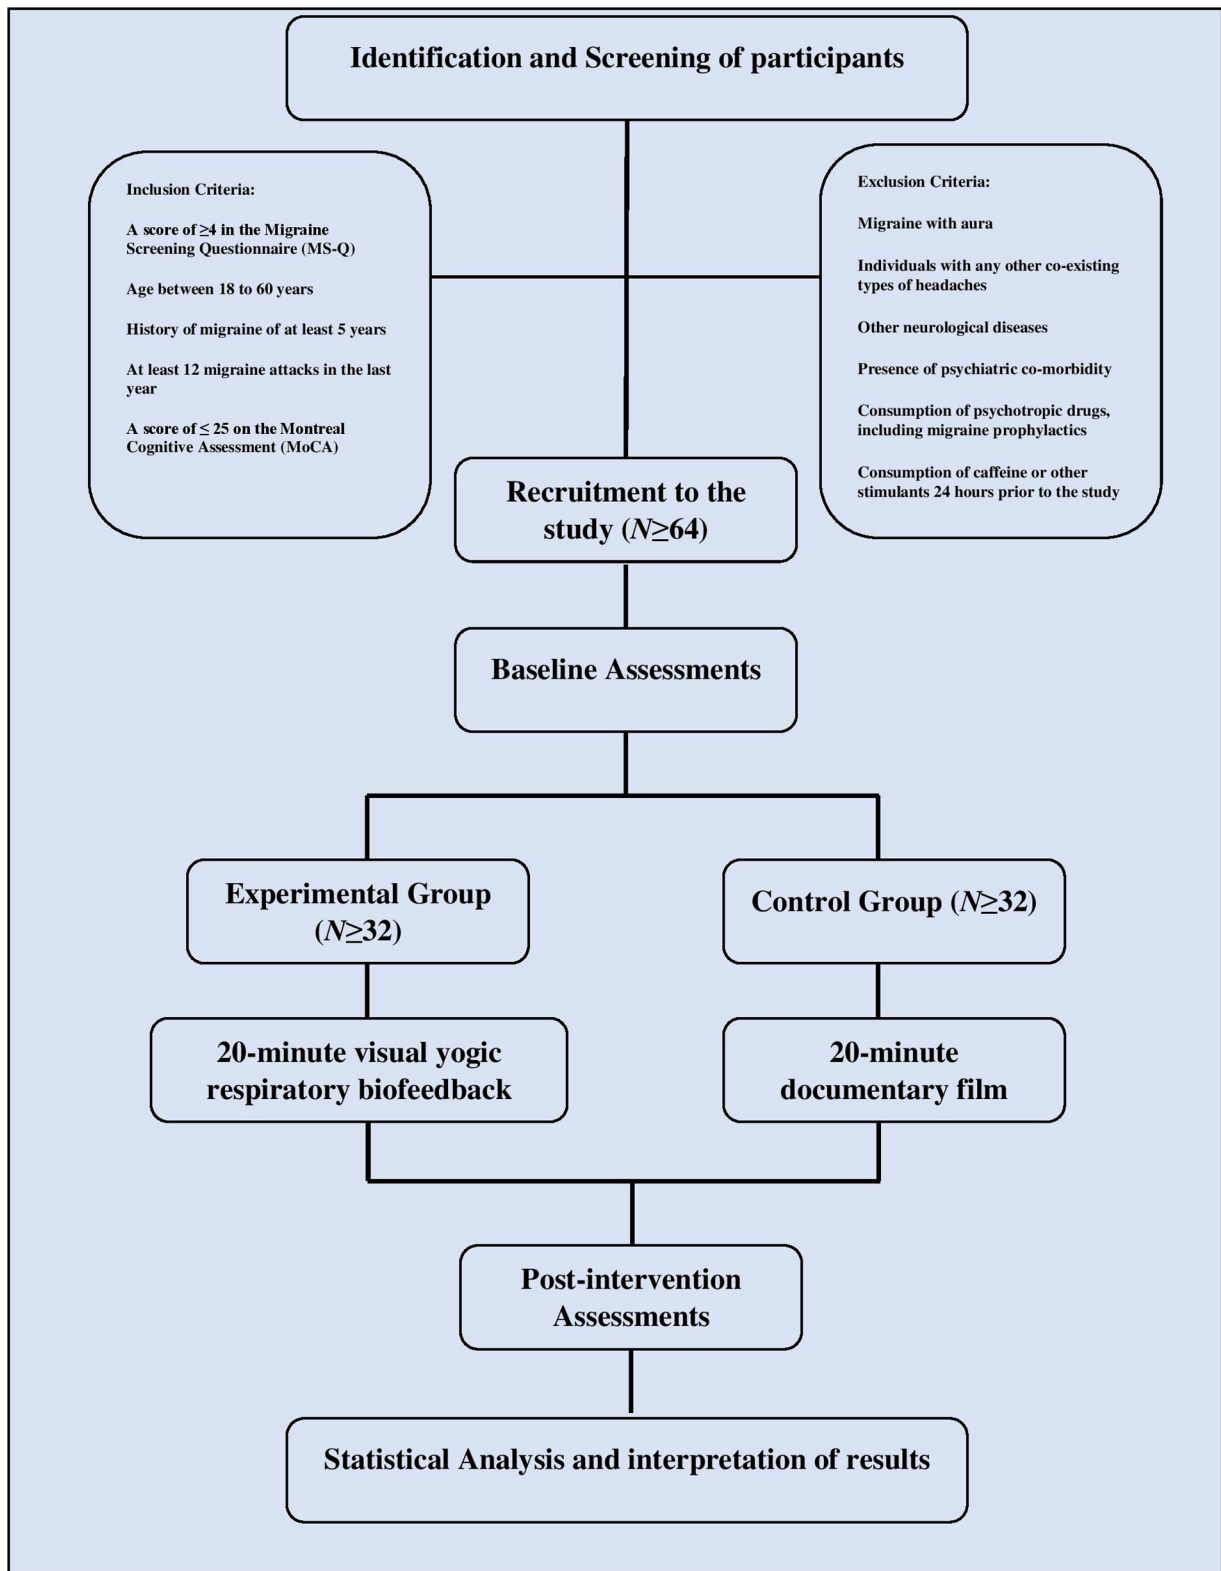 Identification and Screening of participants
Inclusion Criteria:
A score of ≥4 in the Migraine
Screening Questionnaire (MS-Q)
Age between 18 to 60 years
History of migraine of at least 5 years
At least 12 migraine attacks in the last
year
A score of ≤ 25 on the Montreal
Cognitive Assessment (MoCA)
Exclusion Criteria:
Migraine with aura
Individuals with any other co-existing
types of headaches
Other neurological diseases
Presence of psychiatric co-morbidity
Consumption of psychotropic drugs,
including migraine prophylactics
Consumption of caffeine or other
stimulants 24 hours prior to the study
Recruitment to the
study (N≥64)
Baseline Assessments
Experimental Group
(N≥32)
Control Group (N≥32)
20-minute visual yogic
respiratory biofeedback
20-minute
documentary film
Post-intervention
Assessments
Statistical Analysis and interpretation of results